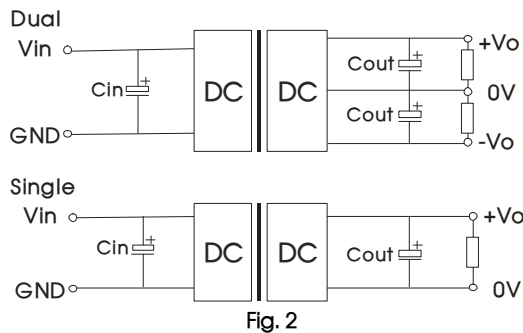 Dual
Vin
+
Cin
GND
DC
DC
Cout
+
Cout
+
+Vo
0V
-Vo
Single
Vin
+
Cin
GND
DC
DC
Cout
+
+Vo
0V
Fig. 2